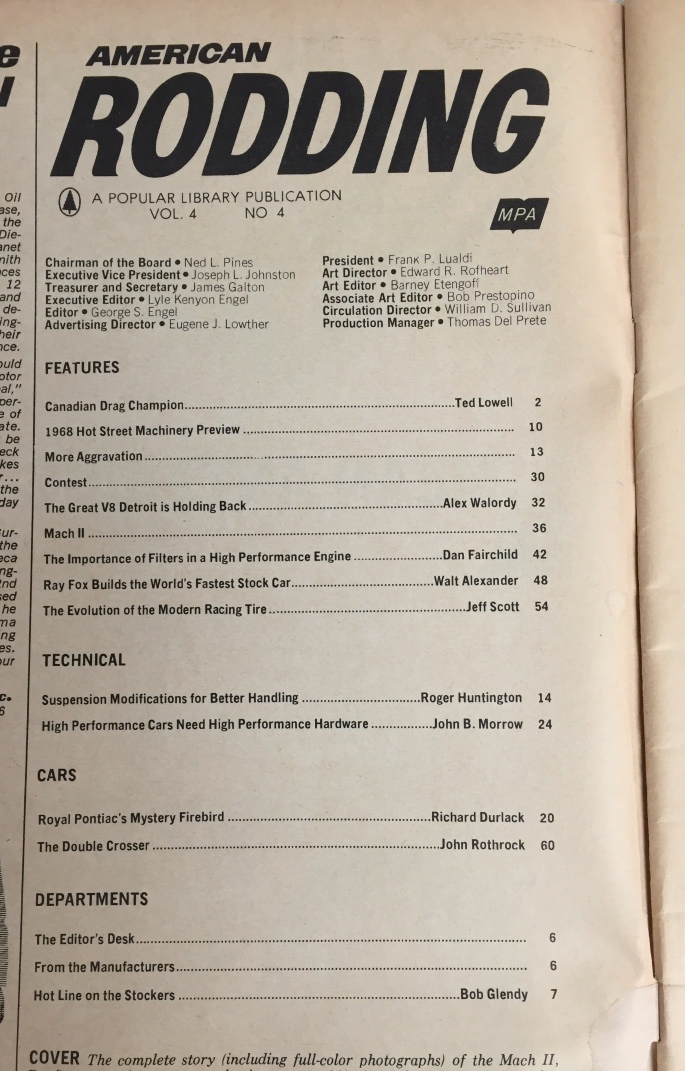 AMERICAN
RODDING
A POPULAR LIBRARY PUBLICATION
VOL. 4 NO 4
MPA
Chairman of the Board • Ned L. Pines
Executive Vice President • Joseph L. Johnston
Treasurer and Secretary • James Galton
Executive Editor • Lyle Kenyon Engel
Editor • George S. Engel
Advertising Director • Eugene J. Lowther
President • Frank P. Lualdi
Art Director • Edward R. Rofheart
Art Editor • Barney Etengoff
Associate Art Editor • Bob Prestopino
Circulation Director • William D. Sullivan
Production Manager • Thomas Del Prete
FEATURES
Canadian Drag Champion....Ted Lowell 2
1968 Hot Street Machinery Preview.... 10
More Aggravation.... 13
Contest.... 30
The Great V8 Detroit is Holding Back....Alex Walordy 32
Mach II.... 36
The Importance of Filters in a High Performance Engine....Dan Fairchild 42
Ray Fox Builds the World's Fastest Stock Car....Walt Alexander 48
The Evolution of the Modern Racing Tire....Jeff Scott 54
TECHNICAL
Suspension Modifications for Better Handling....Roger Huntington 14
High Performance Cars Need High Performance Hardware....John B. Morrow 24
CARS
Royal Pontiac's Mystery Firebird....Richard Durlack 20
The Double Crosser....John Rothrock 60
DEPARTMENTS
The Editor's Desk.... 6
From the Manufacturers.... 6
Hot Line on the Stockers....Bob Glendy 7
COVER The complete story (including full-color photographs) of the Mach II,